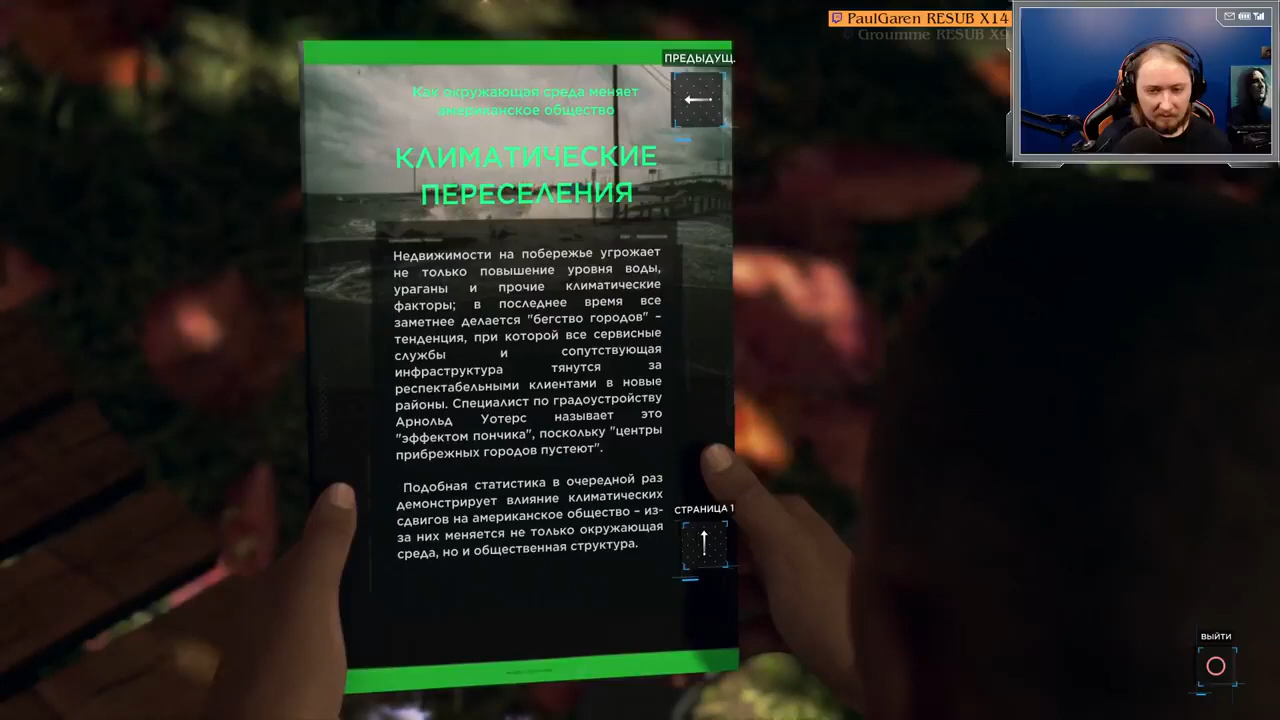 PaulGaren RESUB X14
Groumme RESUB X9
ПРЕДЫДУЩ.
Как окружающая среда меняет
американское общество
КЛИМАТИЧЕСКИЕ
ПЕРЕСЕЛЕНИЯ
Недвижимости на побережье угрожает
не только повышение уровня воды,
ураганы и прочие климатические
факторы; в последнее время все
заметнее делается "бегство городов" –
тенденция, при которой все сервисные
службы и сопутствующая
инфраструктура тянутся за
респектабельными клиентами в новые
районы. Специалист по градоустройству
Арнольд Уотерс называет это
"эффектом пончика", поскольку "центры
прибрежных городов пустеют".
Подобная статистика в очередной раз
демонстрирует влияние климатических
сдвигов на американское общество – из-
за них меняется не только окружающая
среда, но и общественная структура.
СТРАНИЦА 1
ВЫЙТИ